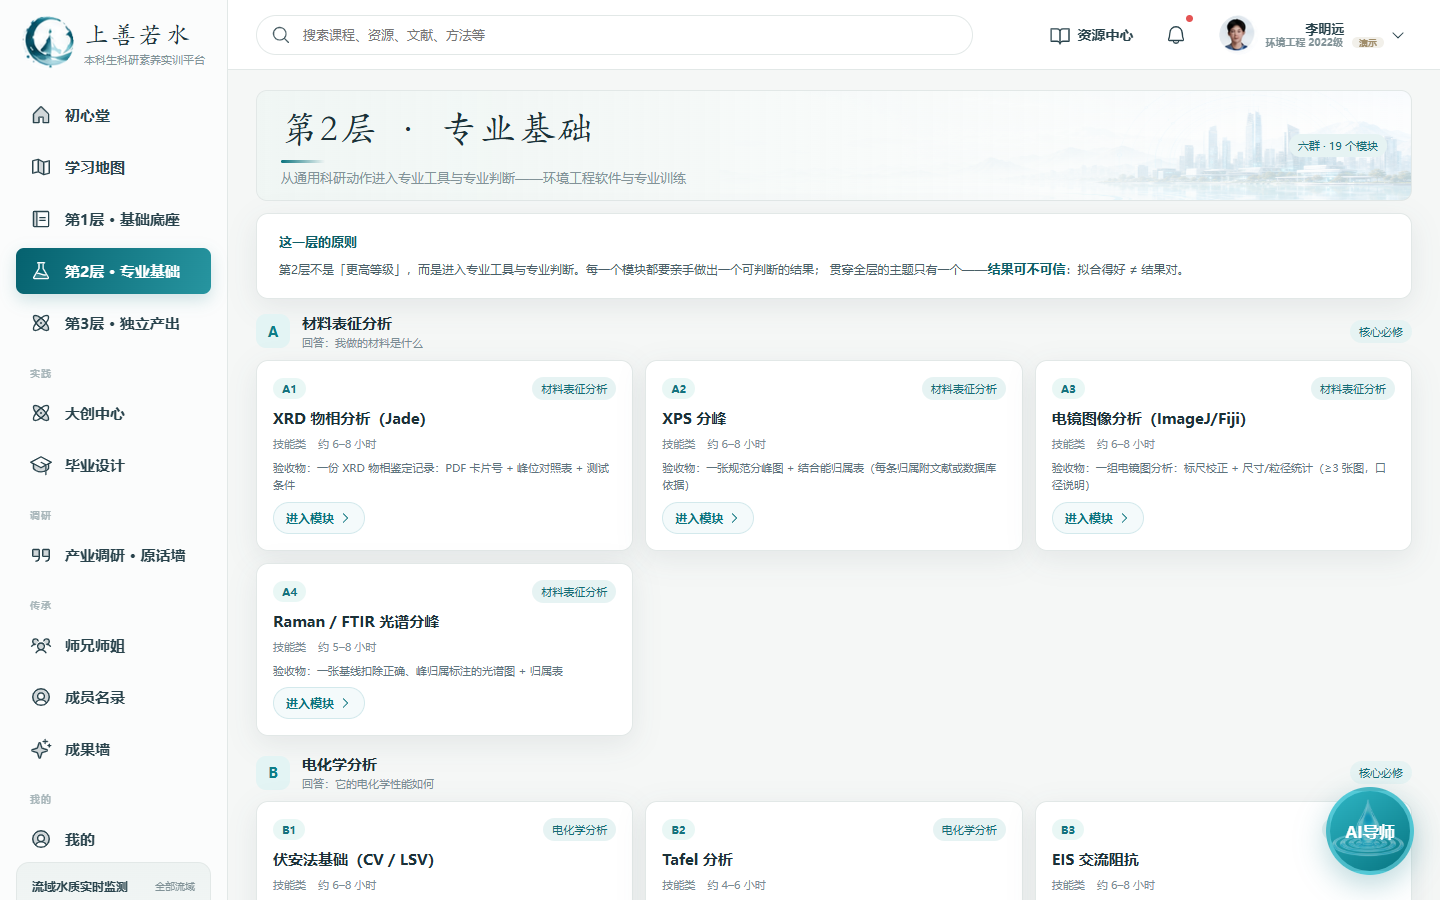 上善若水
本科生科研素养实训平台
初心堂
学习地图
第1层 • 基础底座
第2层 • 专业基础
第3层 • 独立产出
实践
大创中心
毕业设计
调研
产业调研 • 原话墙
传承
师兄师姐
成员名录
成果墙
我的
我的
流域水质实时监测 全部流域
搜索课程、资源、文献、方法等
资源中心
李明远
环境工程 2022级 演示
第2层 · 专业基础
从通用科研动作进入专业工具与专业判断——环境工程软件与专业训练
六群 · 19 个模块
这一层的原则
第2层不是「更高等级」，而是进入专业工具与专业判断。每一个模块都要亲手做出一个可判断的结果； 贯穿全层的主题只有一个——结果可不可信：拟合得好 ≠ 结果对。
A
材料表征分析
回答：我做的材料是什么
核心必修
A1 材料表征分析
XRD 物相分析（Jade）
技能类 约 6–8 小时
验收物：一份 XRD 物相鉴定记录：PDF 卡片号 + 峰位对照表 + 测试
条件
进入模块
A2 材料表征分析
XPS 分峰
技能类 约 6–8 小时
验收物：一张规范分峰图 + 结合能归属表（每条归属附文献或数据库
依据）
进入模块
A3 材料表征分析
电镜图像分析（ImageJ/Fiji）
技能类 约 6–8 小时
验收物：一组电镜图分析：标尺校正 + 尺寸/粒径统计（≥3 张图，口
径说明）
进入模块
A4 材料表征分析
Raman / FTIR 光谱分峰
技能类 约 5–8 小时
验收物：一张基线扣除正确、峰归属标注的光谱图 + 归属表
进入模块
B
电化学分析
回答：它的电化学性能如何
核心必修
B1 电化学分析
伏安法基础（CV / LSV）
技能类 约 6–8 小时
B2 电化学分析
Tafel 分析
技能类 约 4–6 小时
B3
EIS 交流阻抗
技能类 约 6–8 小时
AI导师